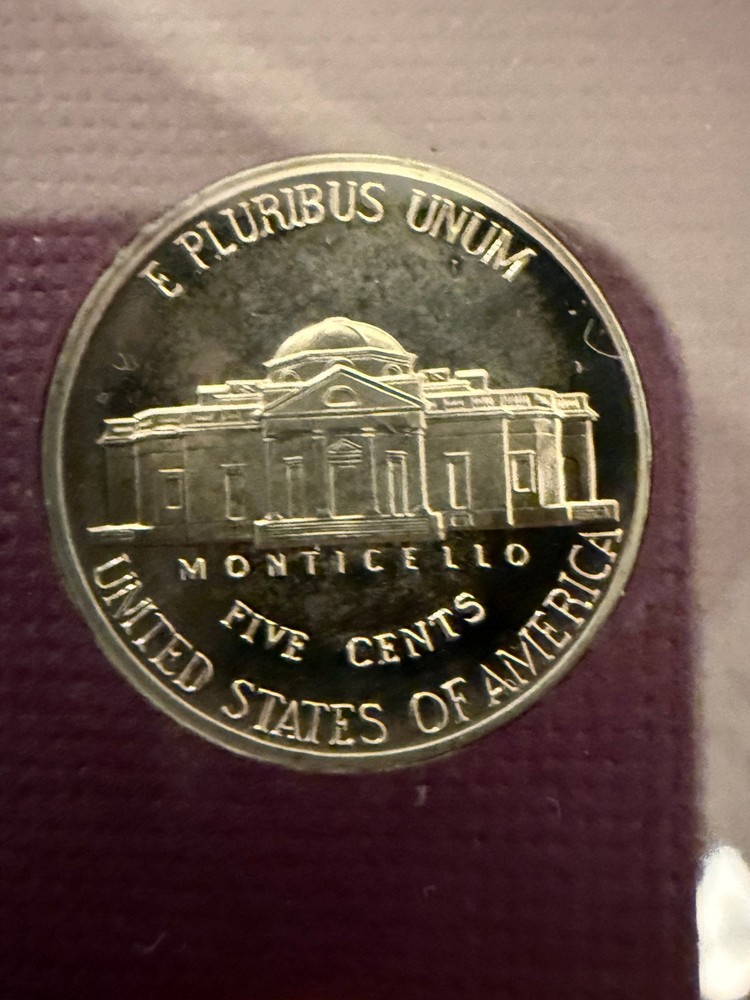 E PLURIBUS UNUM
MONTICELLO
FIVE CENTS
UNITED STATES OF AMERICA